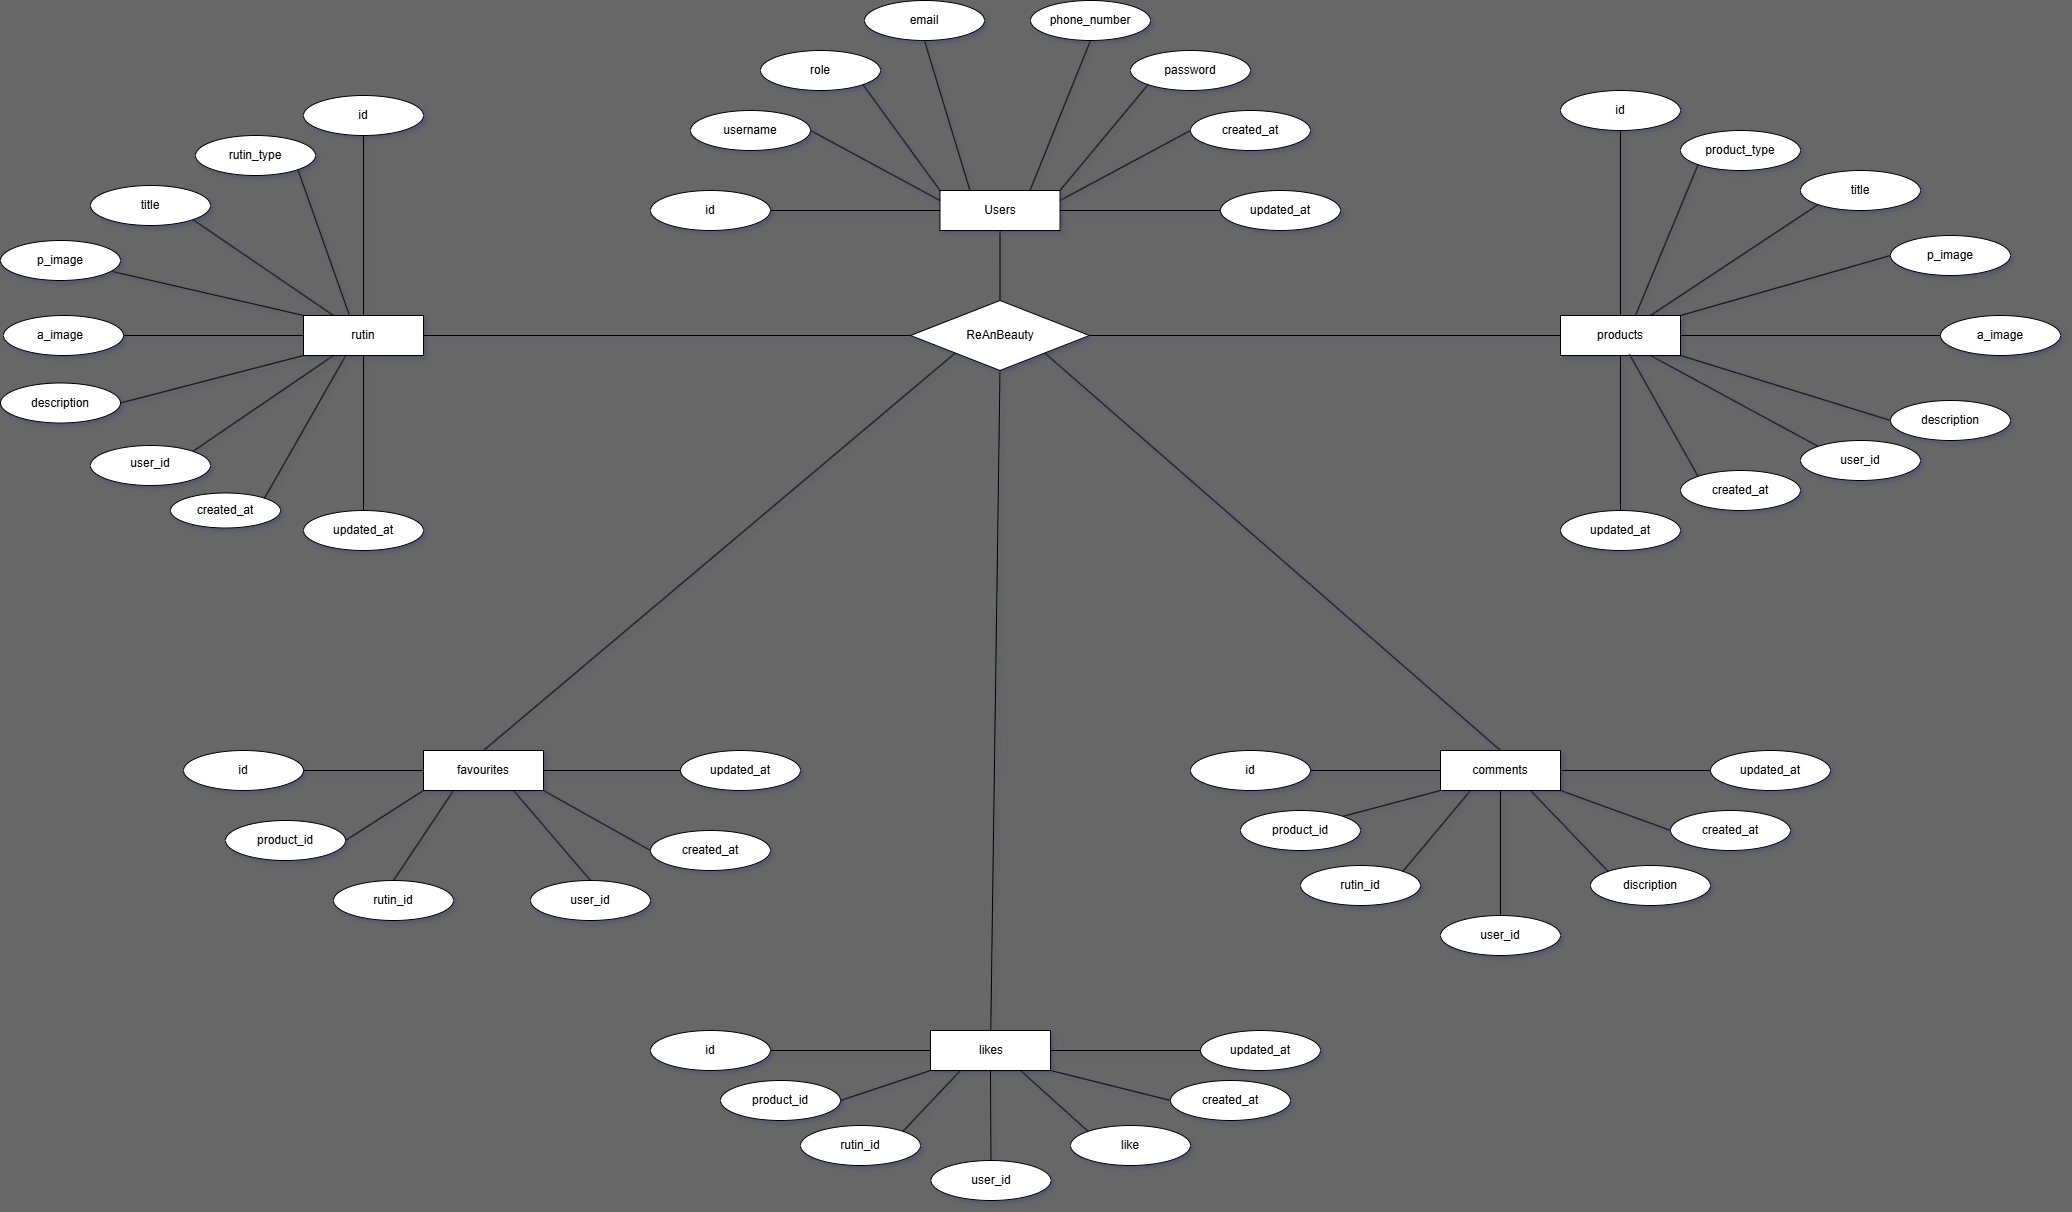 email
phone_number
role
password
id
username
created_at
id
rutin_type
product_type
title
id
Users
updated_at
title
p_image
p_image
a_image
rutin
ReAnBeauty
products
a_image
description
description
user_id
user_id
created_at
created_at
updated_at
updated_at
id
favourites
updated_at
id
comments
updated_at
product_id
created_at
product_id
created_at
rutin_id
user_id
rutin_id
discription
user_id
id
likes
updated_at
product_id
created_at
rutin_id
like
user_id